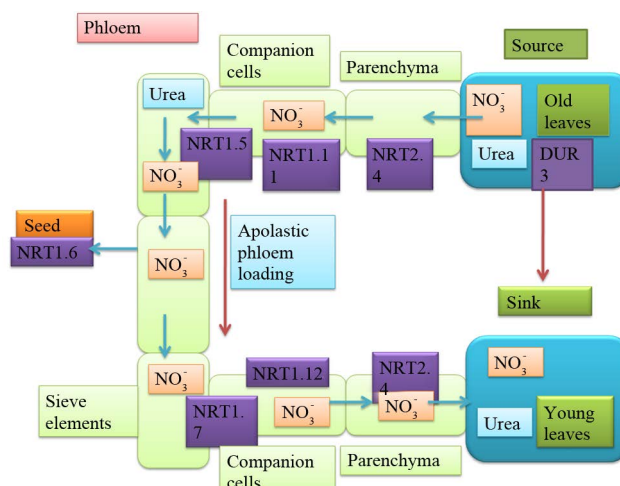 Phloem
Companion
cells
Parenchyma
Source
Urea
NO₃⁻
NO₃⁻
Old
leaves
NO₃⁻
NRT1.5
NRT1.1
1
NRT2.
4
Urea
DUR
3
Seed
NRT1.6
NO₃⁻
Apolastic
phloem
loading
Sink
NO₃⁻
NRT1.12
NRT2.
4
NO₃⁻
Sieve
elements
NRT1.
7
NO₃⁻
NO₃⁻
Urea
Young
leaves
Companion
cells
Parenchyma